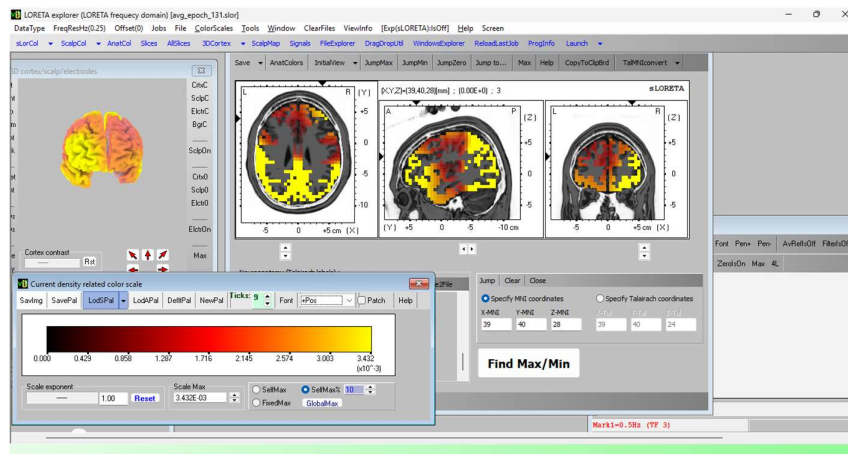 LORETA explorer (LORETA frequecy domain) [avg_epoch_131.slor]
DataType FreqResHz(0.25) Offset(0) Jobs File ColorScales Tools Window ClearFiles ViewInfo [Exp(sLORETA):IsOff] Help Screen
sLorCol ScalpCol AnatCol Slices AllSlices 3DCortex ScalpMap Signals FileExplorer DragDropUtil WindowsExplorer ReloadLastJob ProgInfo Launch
3D cortex/scalp/electrodes
CrtxC
SclpC
ElctrC
BgrC
SclpOn
Crtx0
Sclp0
Elctr0
ElctOn
Max
Cortex contrast
Rst
Save AnatColors InitialView JumpMax JumpMin JumpZero Jump to... Max Help CopyToClipBrd TalMNIconvert
L R (Y) [X,Y,Z]=(39,40,28)[mm] ; (0.00E+0) ; 3 sLORETA
A P (Z) L R (Z)
+5 +5 +5
0 0 0
-5 -5 -5
-10
-5 0 +5 cm (X) (Y) +5 0 -5 -10 cm -5 0 +5 cm (X)
Font Pen+ Pen- AvRefIsOff FilterIsOff
ZeroIsOn Max 4L
Jump Clear Close
Specify MNI coordinates Specify Talairach coordinates
X-MNI Y-MNI Z-MNI X-Tal Y-Tal Z-Tal
39 40 28 39 40 24
Find Max/Min
Mark1=0.5Hz (TF 3)
Current density related color scale
SavImg SavePal LodSPal LodAPal DefltPal NewPal Ticks: 9 Font +Pos Patch Help
0.000 0.429 0.858 1.287 1.716 2.145 2.574 3.003 3.432
(x10^-3)
Scale exponent Scale Max
1.00 Reset 3.432E-03 SelfMax SelfMax% 10
FixedMax GlobalMax